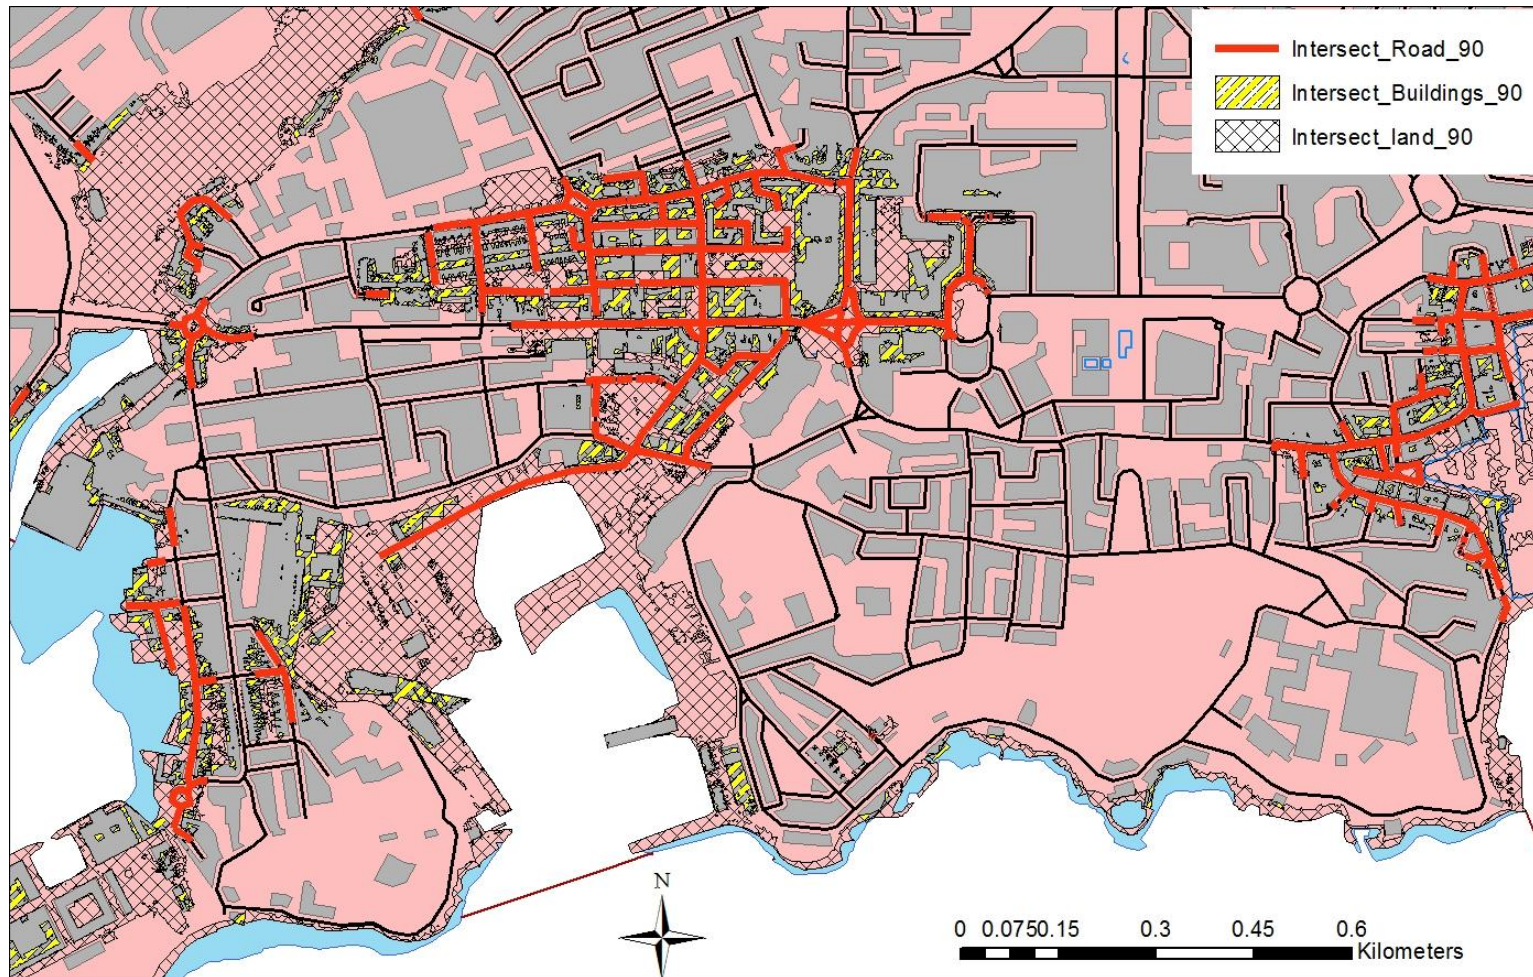 Intersect_Road_90
Intersect_Buildings_90
Intersect_land_90
N
0 0.0750.15 0.3 0.45 0.6
Kilometers